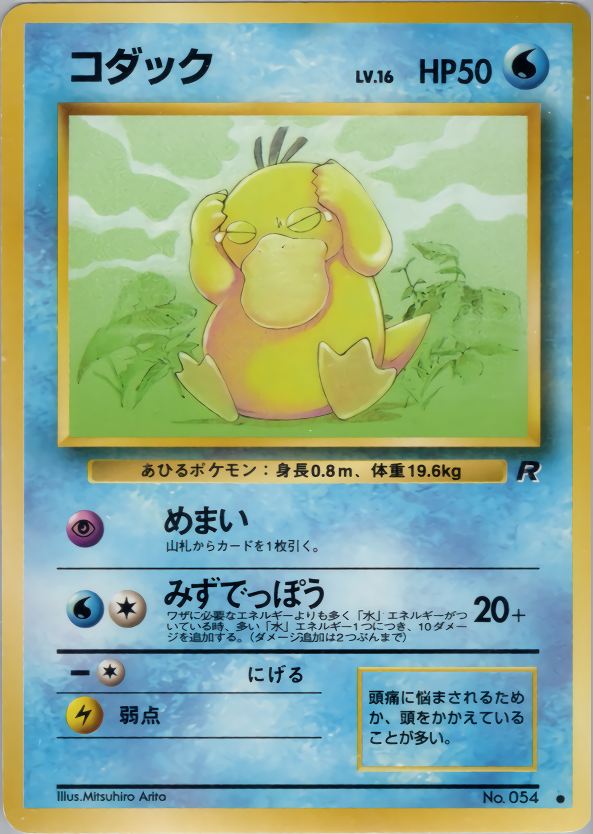 コダック LV.16 HP50
あひるポケモン：身長0.8m、体重19.6kg R
めまい
山札からカードを1枚引く。
みずでっぽう
ワザに必要なエネルギーよりも多く「水」エネルギーがつ
いている時、多い「水」エネルギー1つにつき、10ダメー
ジを追加する。（ダメージ追加は2つぶんまで）
20+
にげる
弱点
頭痛に悩まされるため
か、頭をかかえている
ことが多い。
Illus.Mitsuhiro Arita No. 054